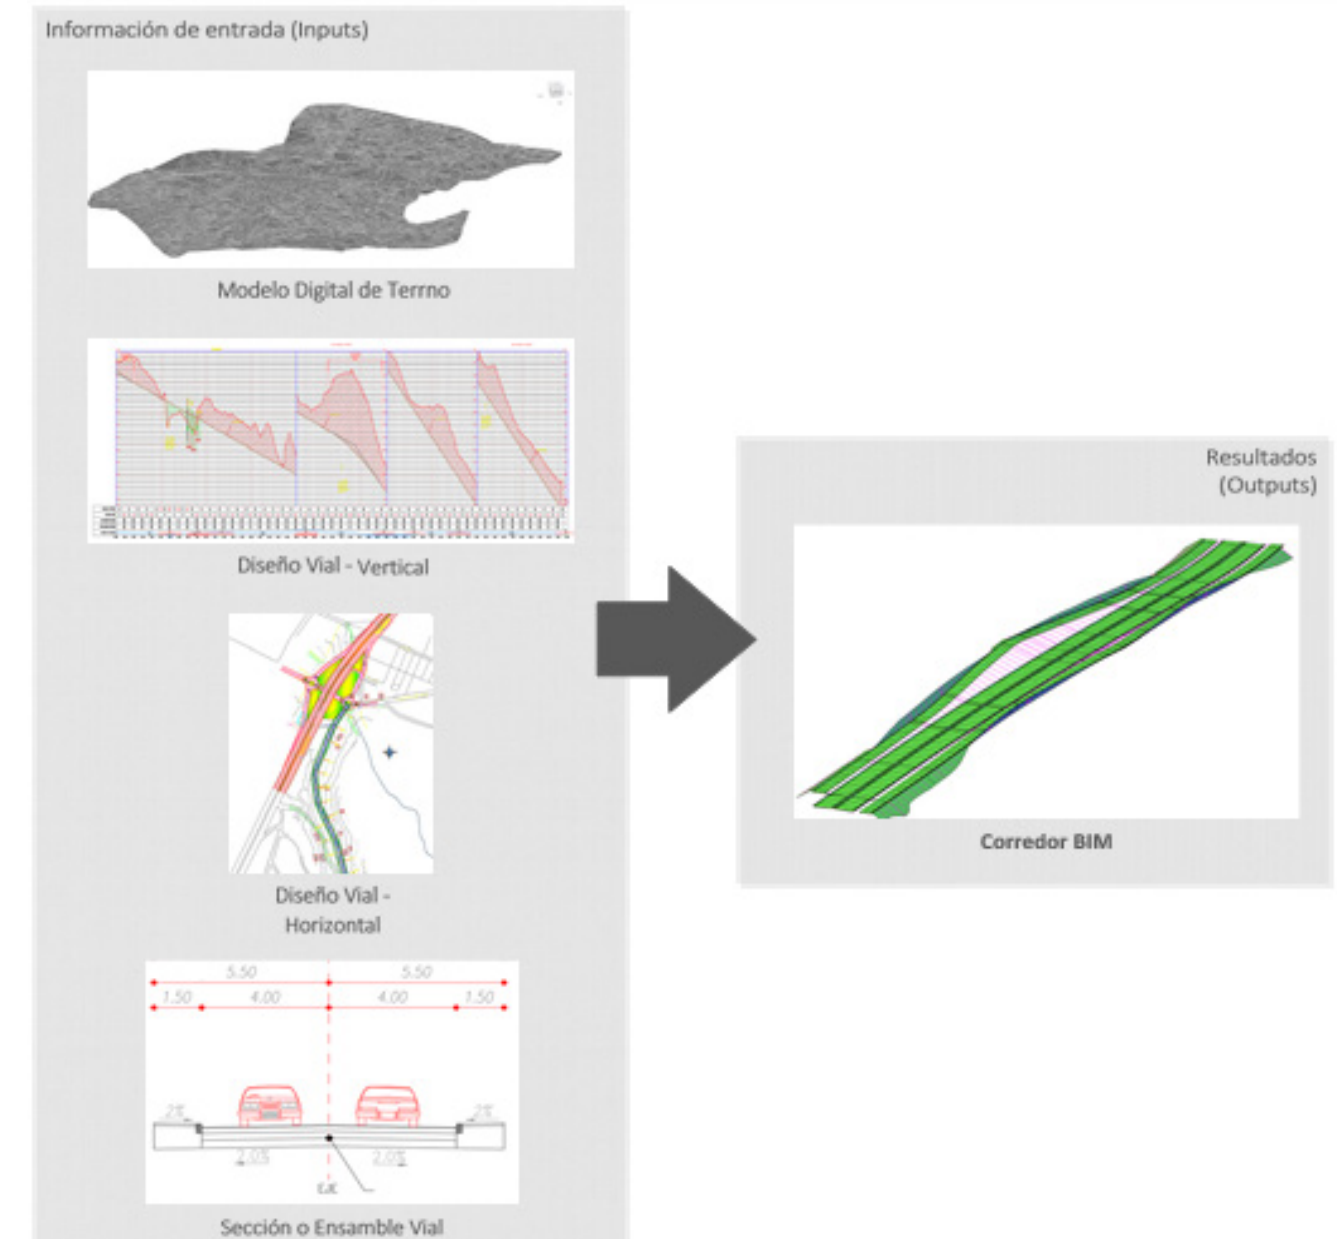 Información de entrada (Inputs)
Modelo Digital de Terrno
Diseño Vial - Vertical
Diseño Vial -
Horizontal
5.50 5.50
1.50 4.00 4.00 1.50
2% 2%
2.0% 2.0%
EJE
Sección o Ensamble Vial
Resultados
(Outputs)
Corredor BIM